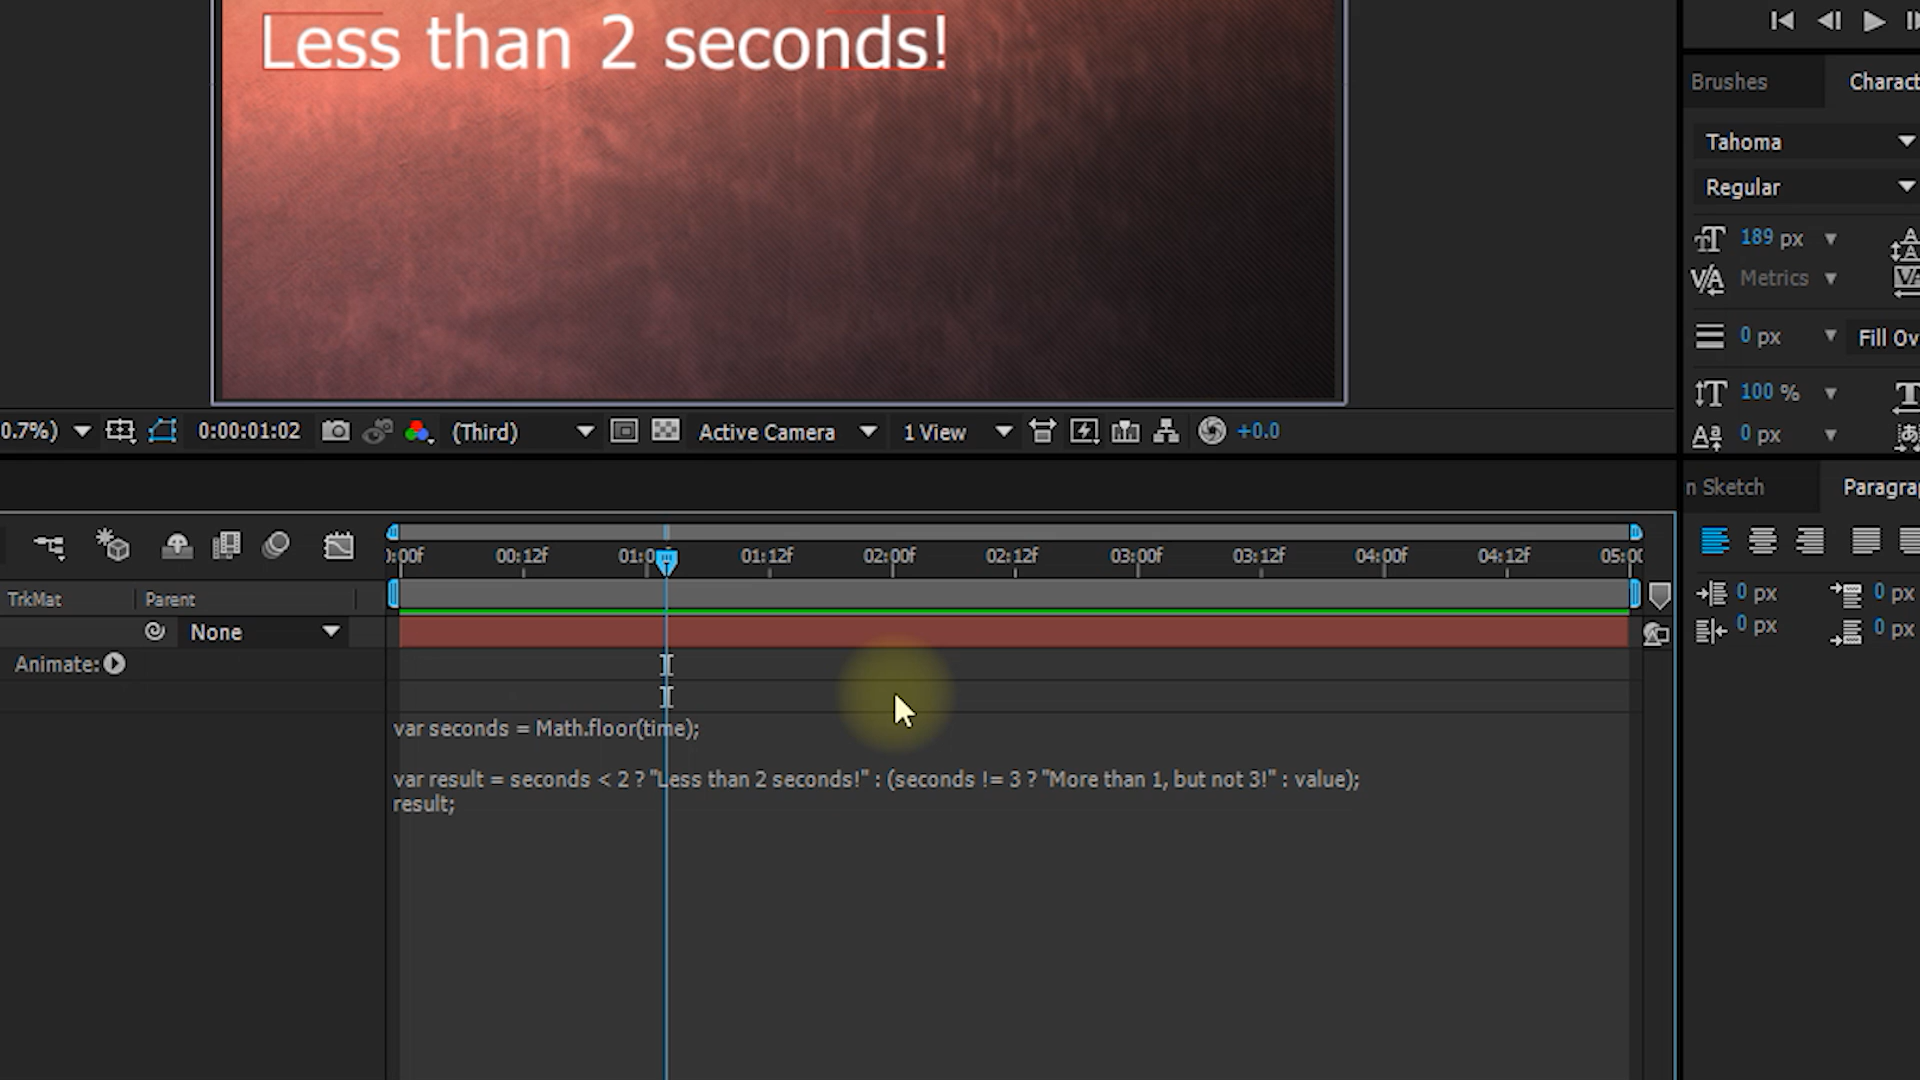 Less than 2 seconds!
Brushes
Charact
Tahoma
Regular
189 px
Metrics
0 px
Fill Ov
100 %
0 px
0.7%)
0:00:01:02
(Third)
Active Camera
1 View
+0.0
n Sketch
Paragra
):00f 00:12f 01:0 01:12f 02:00f 02:12f 03:00f 03:12f 04:00f 04:12f 05:00
TrkMat
Parent
None
0 px
0 px
0 px
0 px
Animate:
var seconds = Math.floor(time);
var result = seconds < 2 ? "Less than 2 seconds!" : (seconds != 3 ? "More than 1, but not 3!" : value);
result;